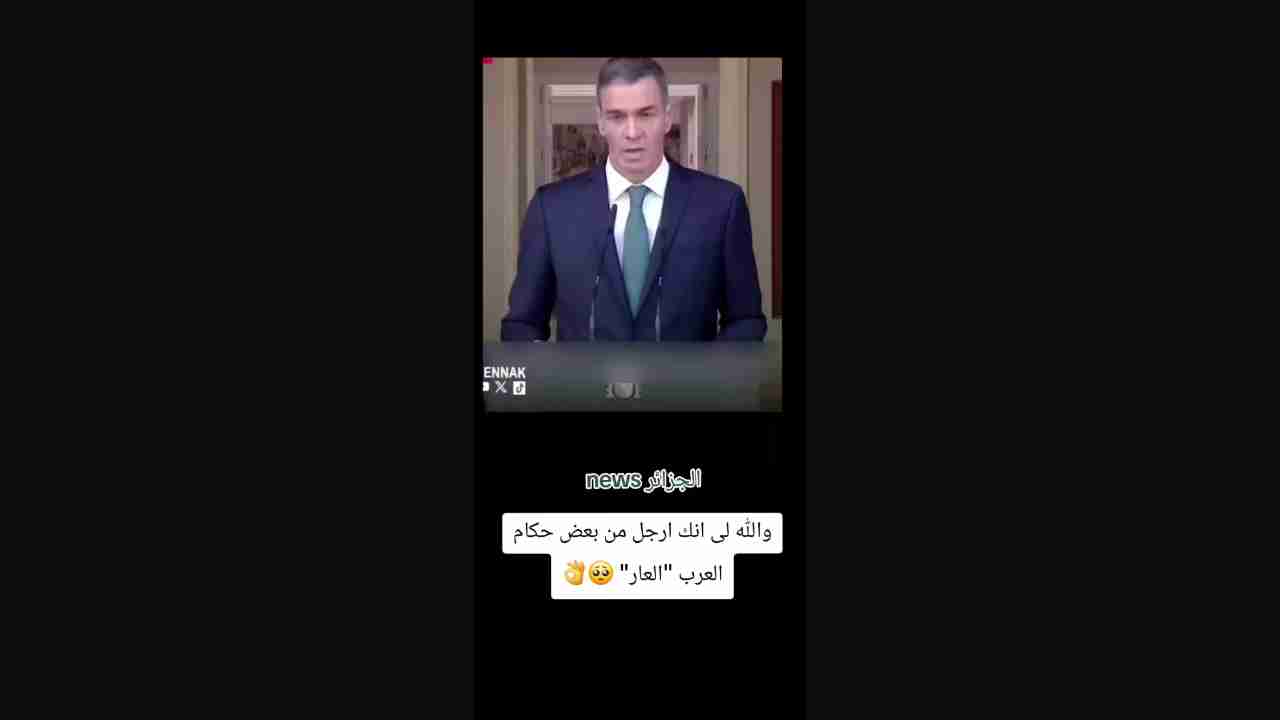 ENNAK
الجزائر news
والله لى انك ارجل من بعض حكام
العرب "العار" 🥺👌